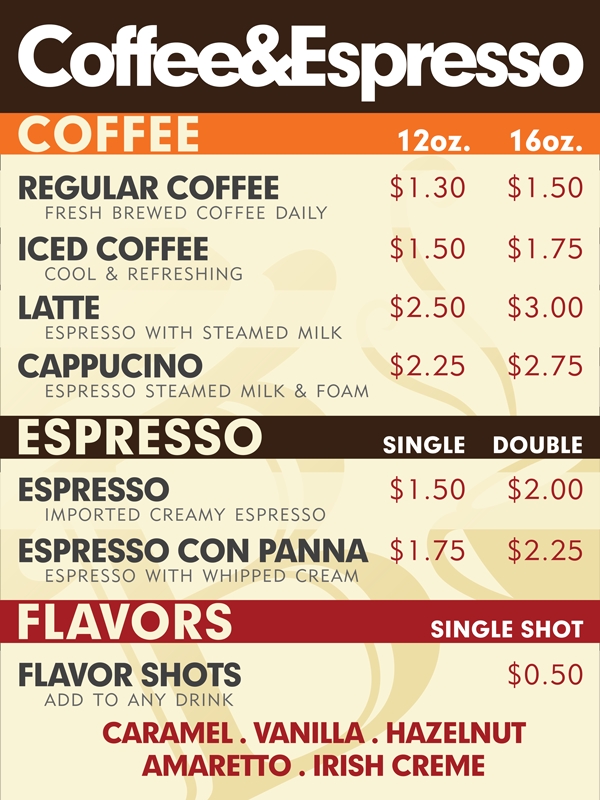 Coffee&Espresso
COFFEE 12oz. 16oz.
REGULAR COFFEE $1.30 $1.50
FRESH BREWED COFFEE DAILY
ICED COFFEE $1.50 $1.75
COOL & REFRESHING
LATTE $2.50 $3.00
ESPRESSO WITH STEAMED MILK
CAPPUCINO $2.25 $2.75
ESPRESSO STEAMED MILK & FOAM
ESPRESSO SINGLE DOUBLE
ESPRESSO $1.50 $2.00
IMPORTED CREAMY ESPRESSO
ESPRESSO CON PANNA $1.75 $2.25
ESPRESSO WITH WHIPPED CREAM
FLAVORS SINGLE SHOT
FLAVOR SHOTS $0.50
ADD TO ANY DRINK
CARAMEL . VANILLA . HAZELNUT
AMARETTO . IRISH CREME